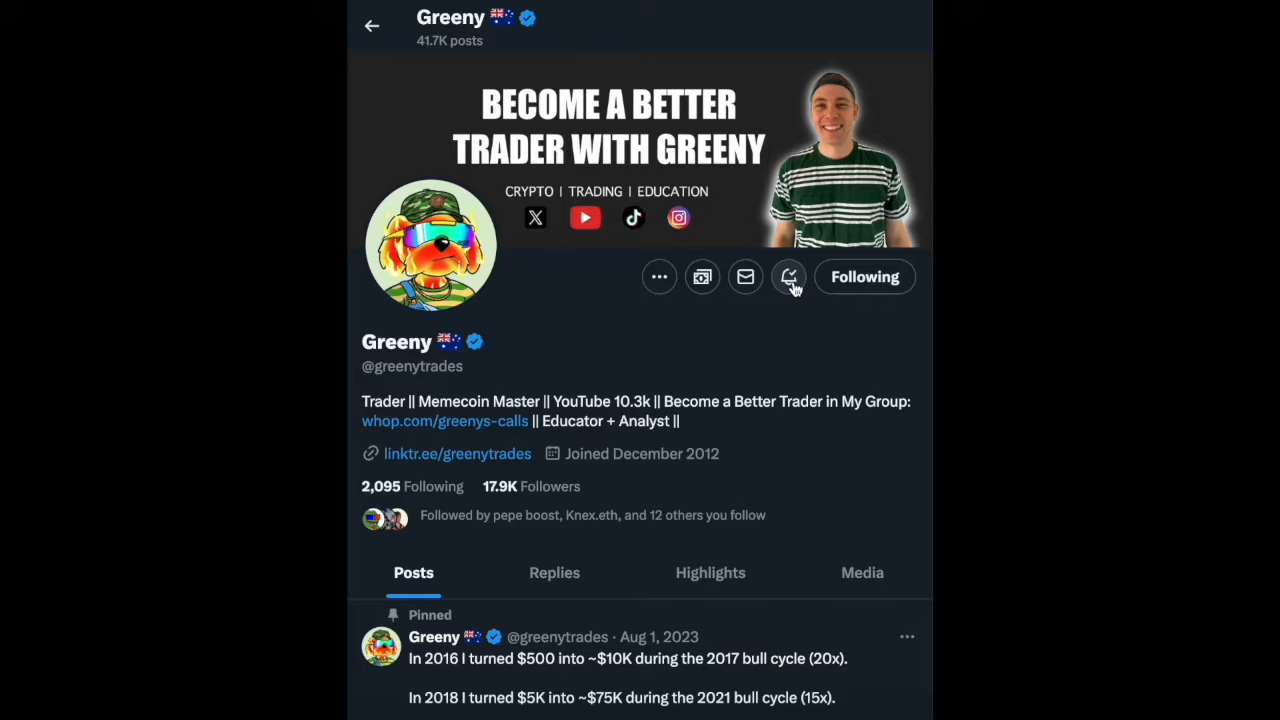 Greeny 🇦🇺
41.7K posts
BECOME A BETTER
TRADER WITH GREENY
CRYPTO | TRADING | EDUCATION
Following
Greeny 🇦🇺
@greenytrades
Trader || Memecoin Master || YouTube 10.3k || Become a Better Trader in My Group:
whop.com/greenys-calls || Educator + Analyst ||
linktr.ee/greenytrades Joined December 2012
2,095 Following 17.9K Followers
Followed by pepe boost, Knex.eth, and 12 others you follow
Posts Replies Highlights Media
Pinned
Greeny 🇦🇺 @greenytrades · Aug 1, 2023
In 2016 I turned $500 into ~$10K during the 2017 bull cycle (20x).
In 2018 I turned $5K into ~$75K during the 2021 bull cycle (15x).